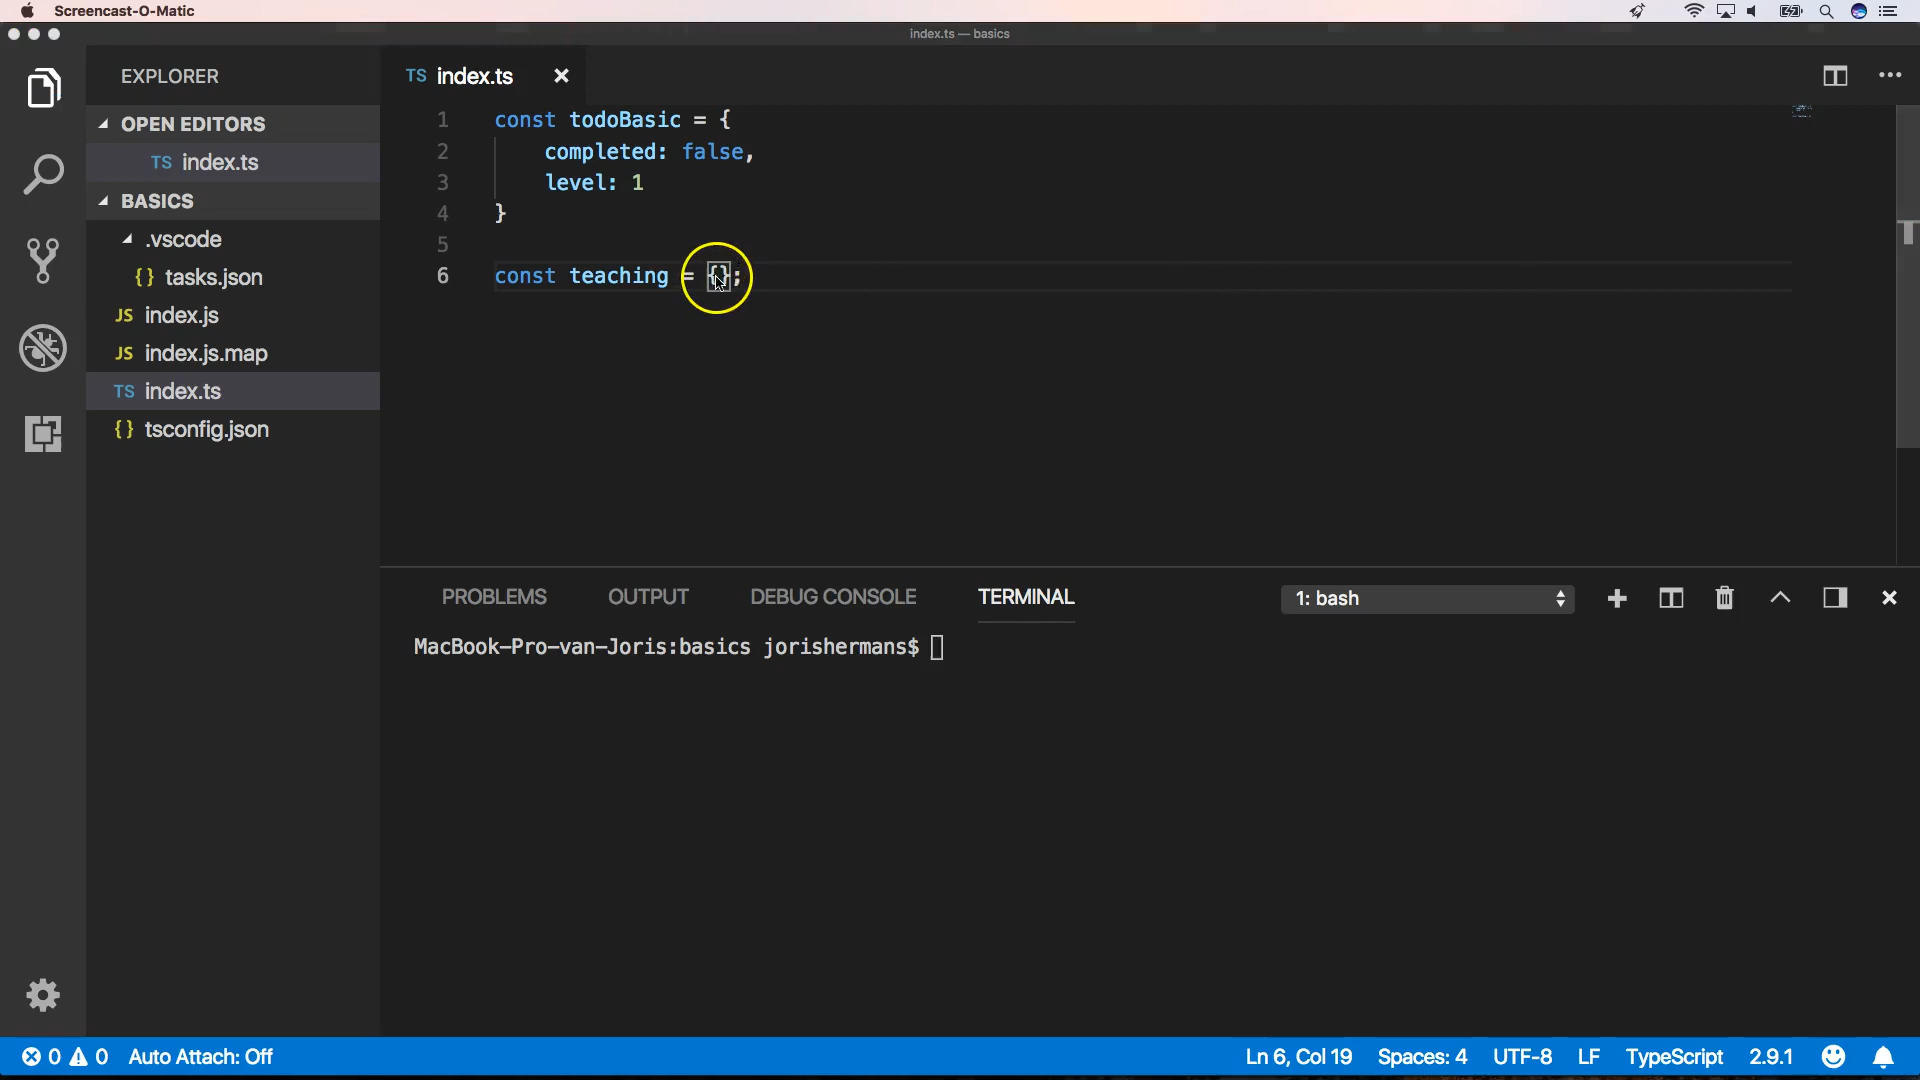 Screencast-O-Matic
index.ts — basics
EXPLORER
OPEN EDITORS
TS index.ts
BASICS
.vscode
{} tasks.json
JS index.js
JS index.js.map
TS index.ts
{} tsconfig.json
TS index.ts
1 const todoBasic = {
2 completed: false,
3 level: 1
4 }
5
6 const teaching = {};
PROBLEMS OUTPUT DEBUG CONSOLE TERMINAL 1: bash
MacBook-Pro-van-Joris:basics jorishermans$
0 0 Auto Attach: Off Ln 6, Col 19 Spaces: 4 UTF-8 LF TypeScript 2.9.1